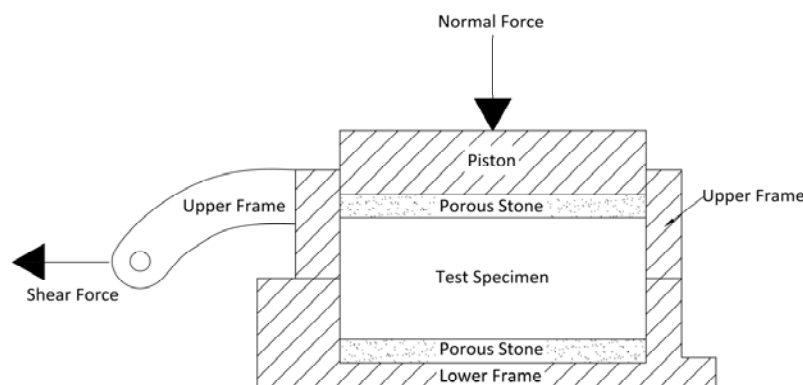 Normal Force
Piston
Upper Frame
Upper Frame
Porous Stone
Test Specimen
Shear Force
Porous Stone
Lower Frame